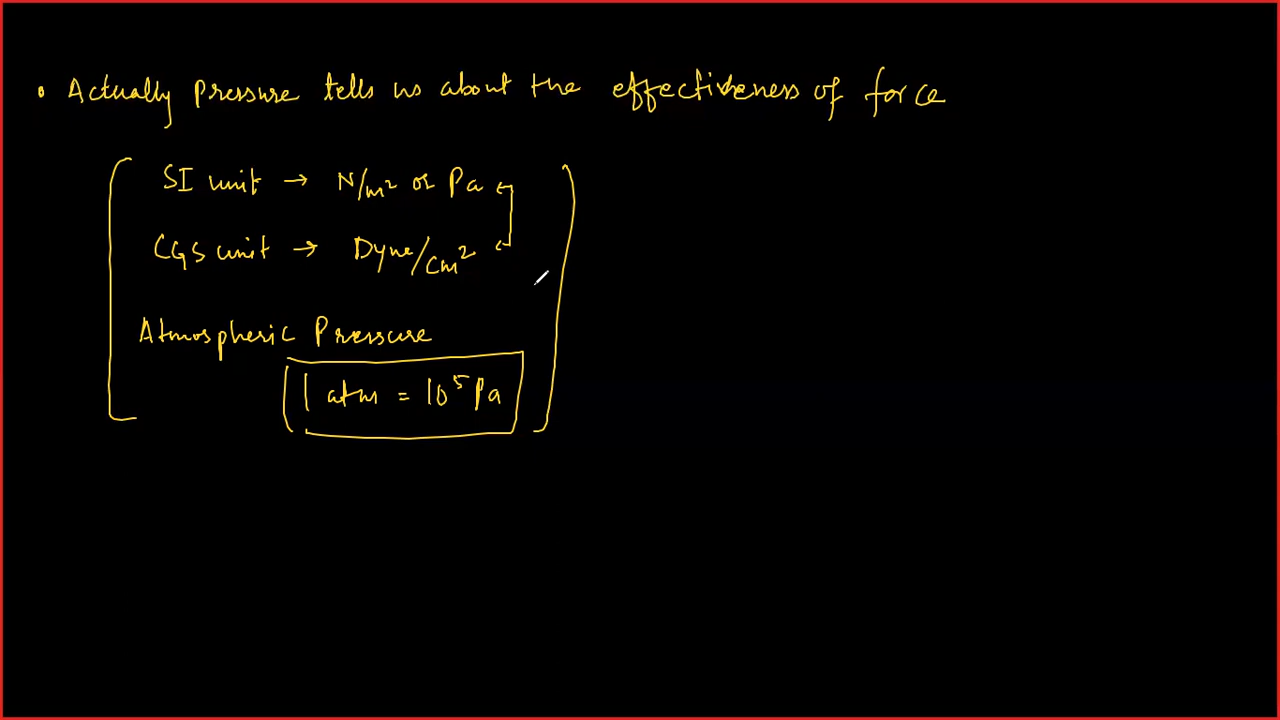 • Actually Pressure tells us about the effectiveness of force
SI unit → N/m² or Pa
CGS unit → Dyne/cm²
Atmospheric Pressure
1 atm = 10⁵ Pa